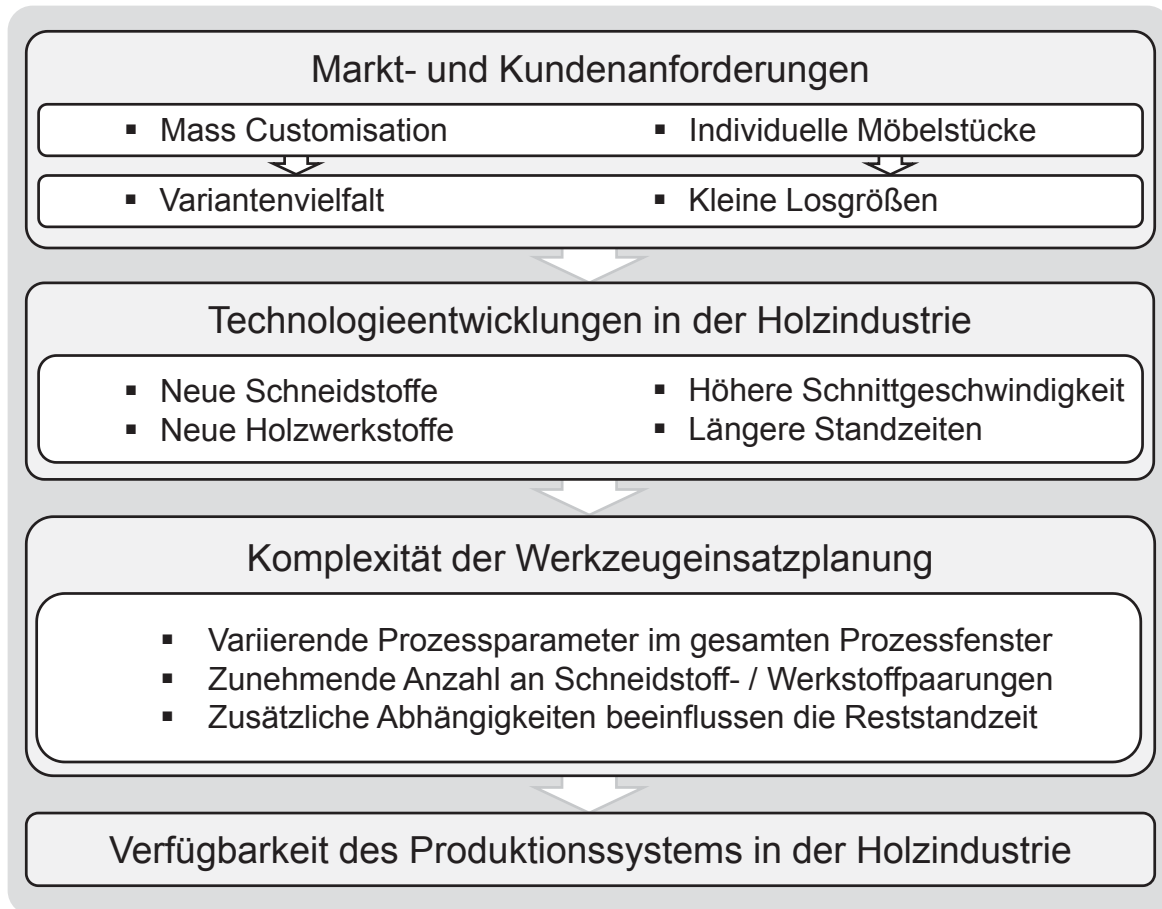 Markt- und Kundenanforderungen
▪ Mass Customisation ▪ Individuelle Möbelstücke
▪ Variantenvielfalt ▪ Kleine Losgrößen
Technologieentwicklungen in der Holzindustrie
▪ Neue Schneidstoffe ▪ Höhere Schnittgeschwindigkeit
▪ Neue Holzwerkstoffe ▪ Längere Standzeiten
Komplexität der Werkzeugeinsatzplanung
▪ Variierende Prozessparameter im gesamten Prozessfenster
▪ Zunehmende Anzahl an Schneidstoff- / Werkstoffpaarungen
▪ Zusätzliche Abhängigkeiten beeinflussen die Reststandzeit
Verfügbarkeit des Produktionssystems in der Holzindustrie